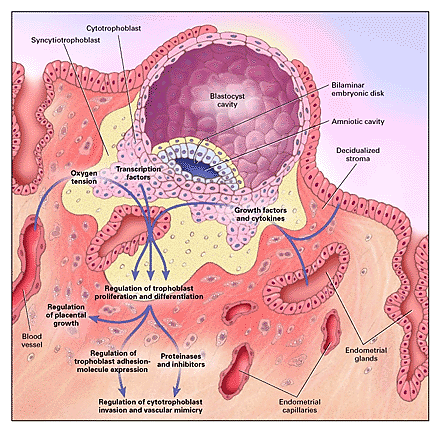 Cytotrophoblast
Syncytiotrophoblast
Blastocyst
cavity
Bilaminar
embryonic disk
Amniotic cavity
Decidualized
stroma
Oxygen
tension
Transcription
factors
Growth factors
and cytokines
Regulation of trophoblast
proliferation and differentiation
Regulation
of placental
growth
Blood
vessel
Regulation of
trophoblast adhesion-
molecule expression
Proteinases
and inhibitors
Regulation of cytotrophoblast
invasion and vascular mimicry
Endometrial
capillaries
Endometrial
glands